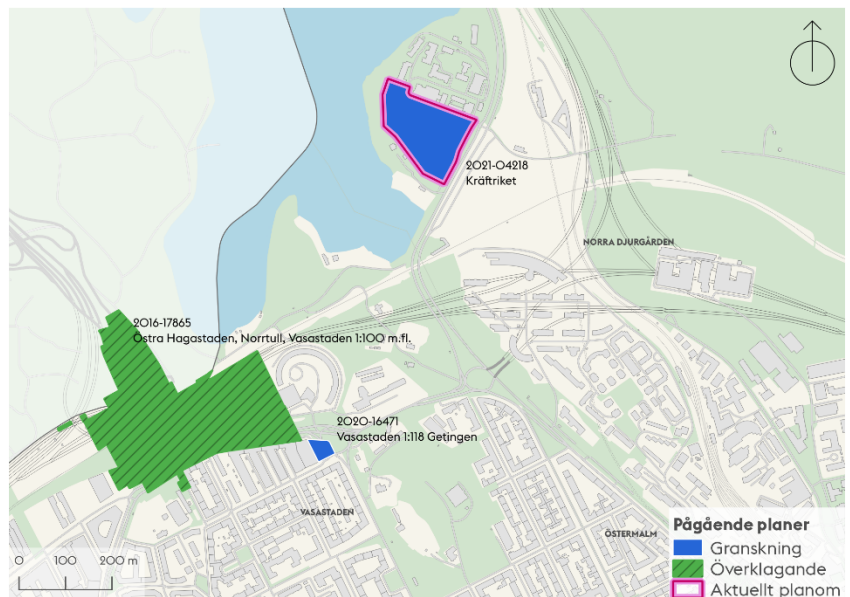 2021-04218
Kräftriket
NORRA DJURGÅRDEN
2016-17865
Östra Hagastaden, Norrtull, Vasastaden 1:100 m.fl.
2020-16471
Vasastaden 1:118 Getingen
VASASTADEN
ÖSTERMALM
Pågående planer
Granskning
Överklagande
Aktuellt planom
0 100 200 m